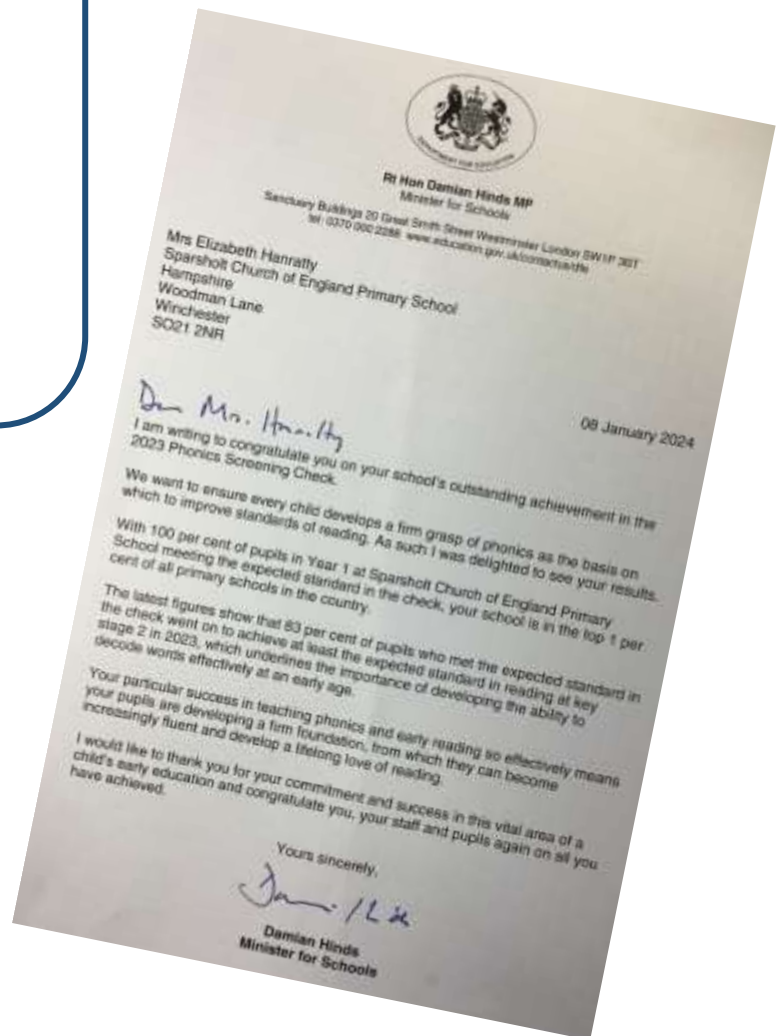 DEPARTMENT FOR EDUCATION
Rt Hon Damian Hinds MP
Minister for Schools
Sanctuary Buildings 20 Great Smith Street Westminster London SW1P 3BT
tel: 0370 000 2288 www.education.gov.uk/contactus/dfe
Mrs Elizabeth Hanratty
Sparsholt Church of England Primary School
Hampshire
Woodman Lane
Winchester
SO21 2NR
09 January 2024
Dear Mrs. Hanratty
I am writing to congratulate you on your school's outstanding achievement in the
2023 Phonics Screening Check.
We want to ensure every child develops a firm grasp of phonics as the basis on
which to improve standards of reading. As such I was delighted to see your results.
With 100 per cent of pupils in Year 1 at Sparsholt Church of England Primary
School meeting the expected standard in the check, your school is in the top 1 per
cent of all primary schools in the country.
The latest figures show that 83 per cent of pupils who met the expected standard in
the check went on to achieve at least the expected standard in reading at key
stage 2 in 2023, which underlines the importance of developing the ability to
decode words effectively at an early age.
Your particular success in teaching phonics and early reading so effectively means
your pupils are developing a firm foundation, from which they can become
increasingly fluent and develop a lifelong love of reading.
I would like to thank you for your commitment and success in this vital area of a
child's early education and congratulate you, your staff and pupils again on all you
have achieved.
Yours sincerely,
Damian Hinds
Minister for Schools